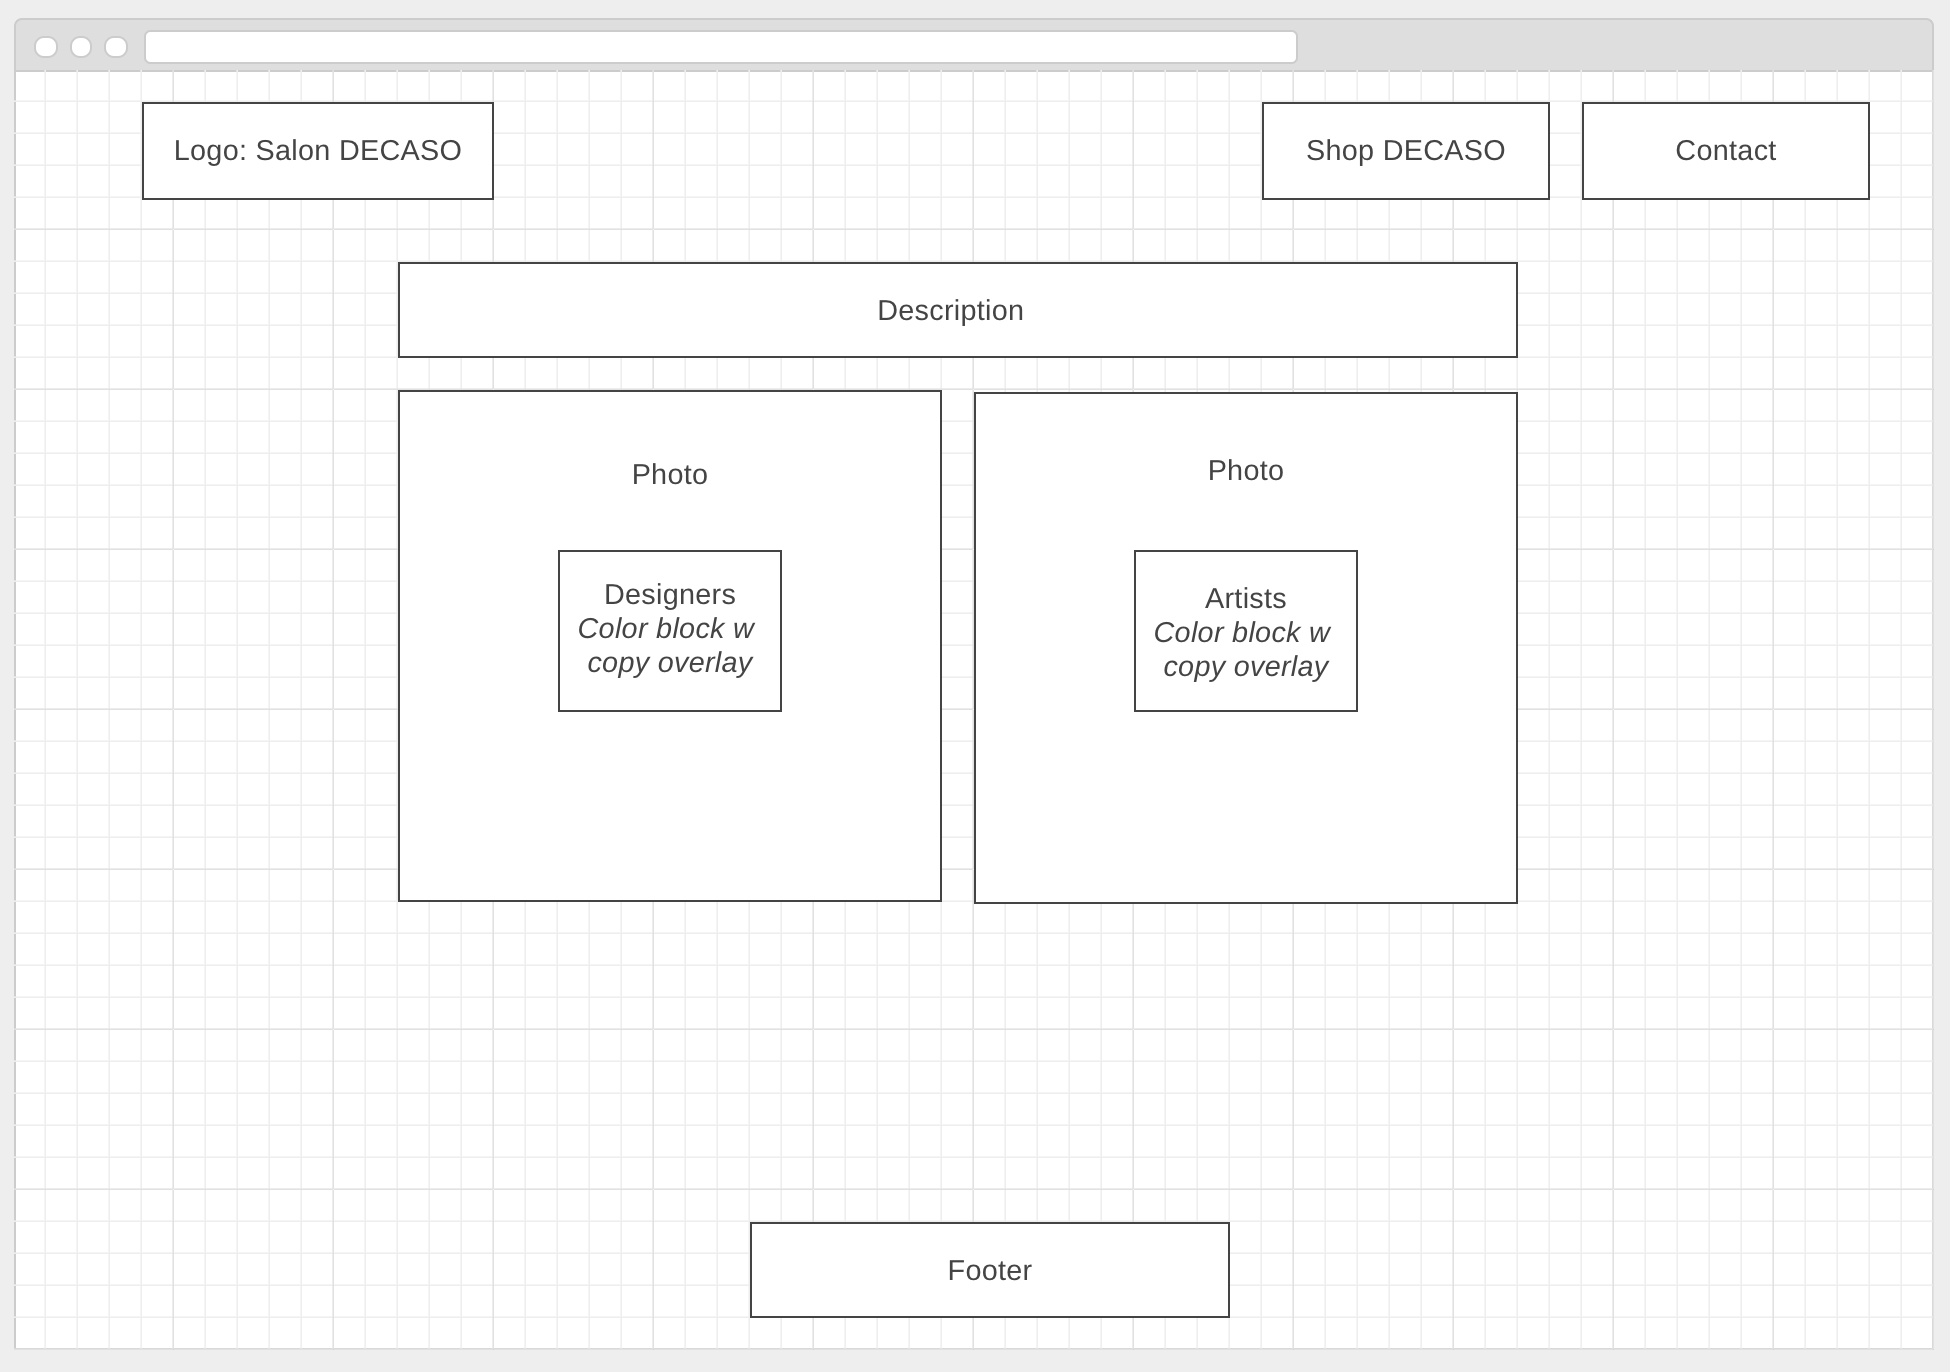 Logo: Salon DECASO
Shop DECASO
Contact
Description
Photo
Designers
Color block w
copy overlay
Photo
Artists
Color block w
copy overlay
Footer